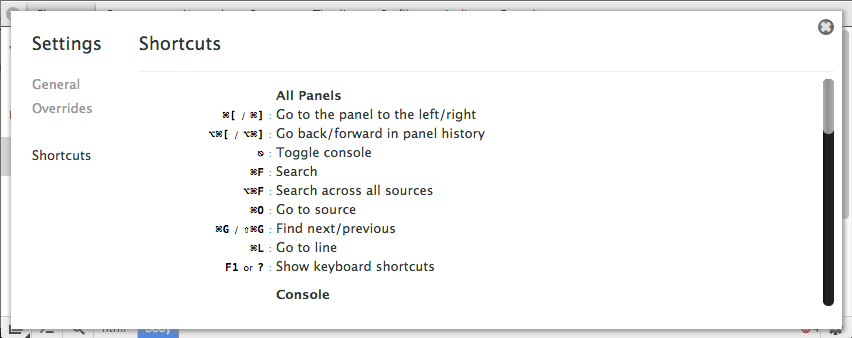 Settings
Shortcuts
General
Overrides
Shortcuts
All Panels
⌘[ / ⌘] : Go to the panel to the left/right
⌥⌘[ / ⌥⌘] : Go back/forward in panel history
⎋ : Toggle console
⌘F : Search
⌥⌘F : Search across all sources
⌘O : Go to source
⌘G / ⇧⌘G : Find next/previous
⌘L : Go to line
F1 or ? : Show keyboard shortcuts
Console
html body